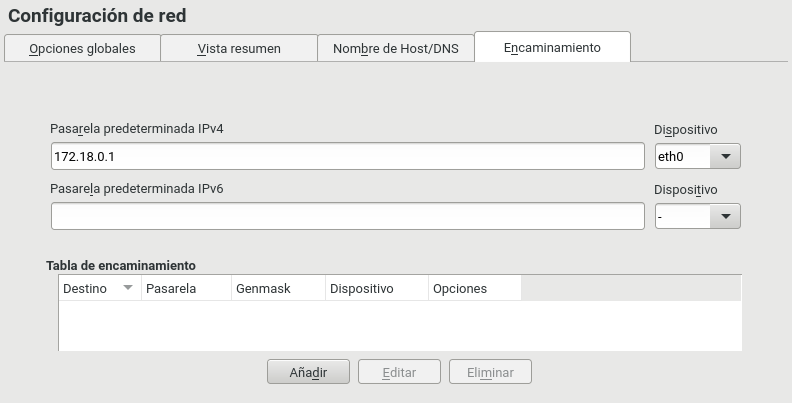 Configuración de red
Opciones globales Vista resumen Nombre de Host/DNS Encaminamiento
Pasarela predeterminada IPv4 Dispositivo
172.18.0.1 eth0
Pasarela predeterminada IPv6 Dispositivo
-
Tabla de encaminamiento
Destino Pasarela Genmask Dispositivo Opciones
Añadir Editar Eliminar